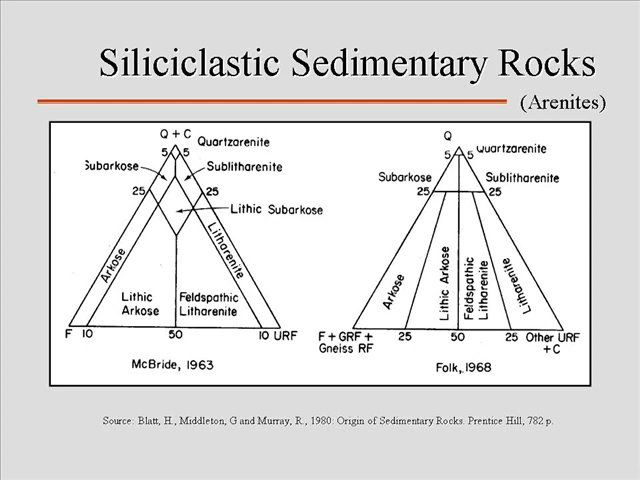 Siliciclastic Sedimentary Rocks
(Arenites)
Q + C
5 5 Quartzarenite
Subarkose
Sublitharenite
25 25
Lithic Subarkose
Arkose
Litharenite
Lithic
Arkose
Feldspathic
Litharenite
F 10 50 10 URF
McBride, 1963
Q
5 5 Quartzarenite
Subarkose
Sublitharenite
25 25
Arkose
Lithic Arkose
Feldspathic
Litharenite
Litharenite
F + GRF +
Gneiss RF
25 50 25
Other URF
+ C
Folk, 1968
Source: Blatt, H., Middleton, G and Murray, R., 1980: Origin of Sedimentary Rocks. Prentice Hill, 782 p.